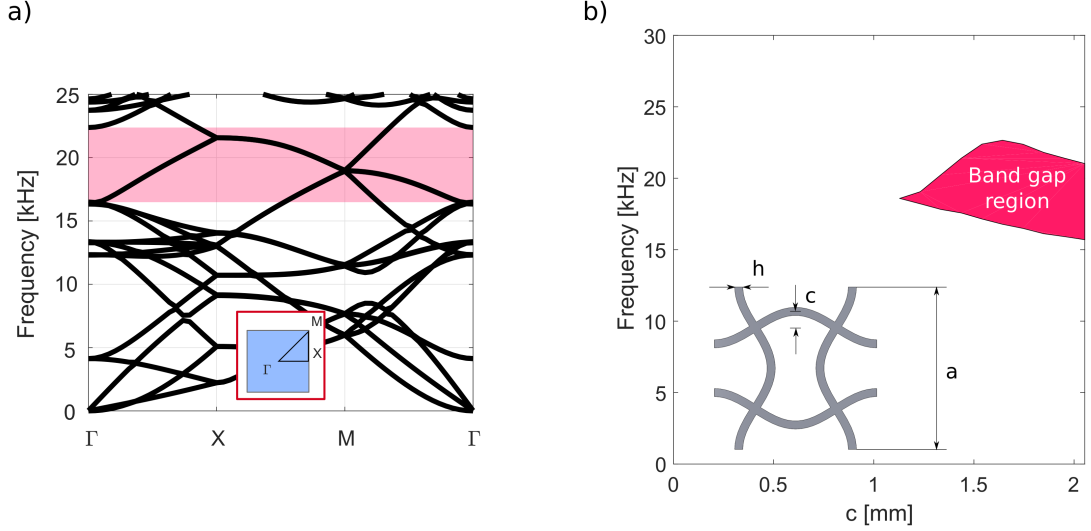 a)
25
20
15
10
5
0
Frequency [kHz]
Γ
X
M
Γ
M
X
Γ
b)
30
25
20
15
10
5
0
Frequency [kHz]
0
0.5
1
1.5
2
c [mm]
Band gap
region
h
c
a